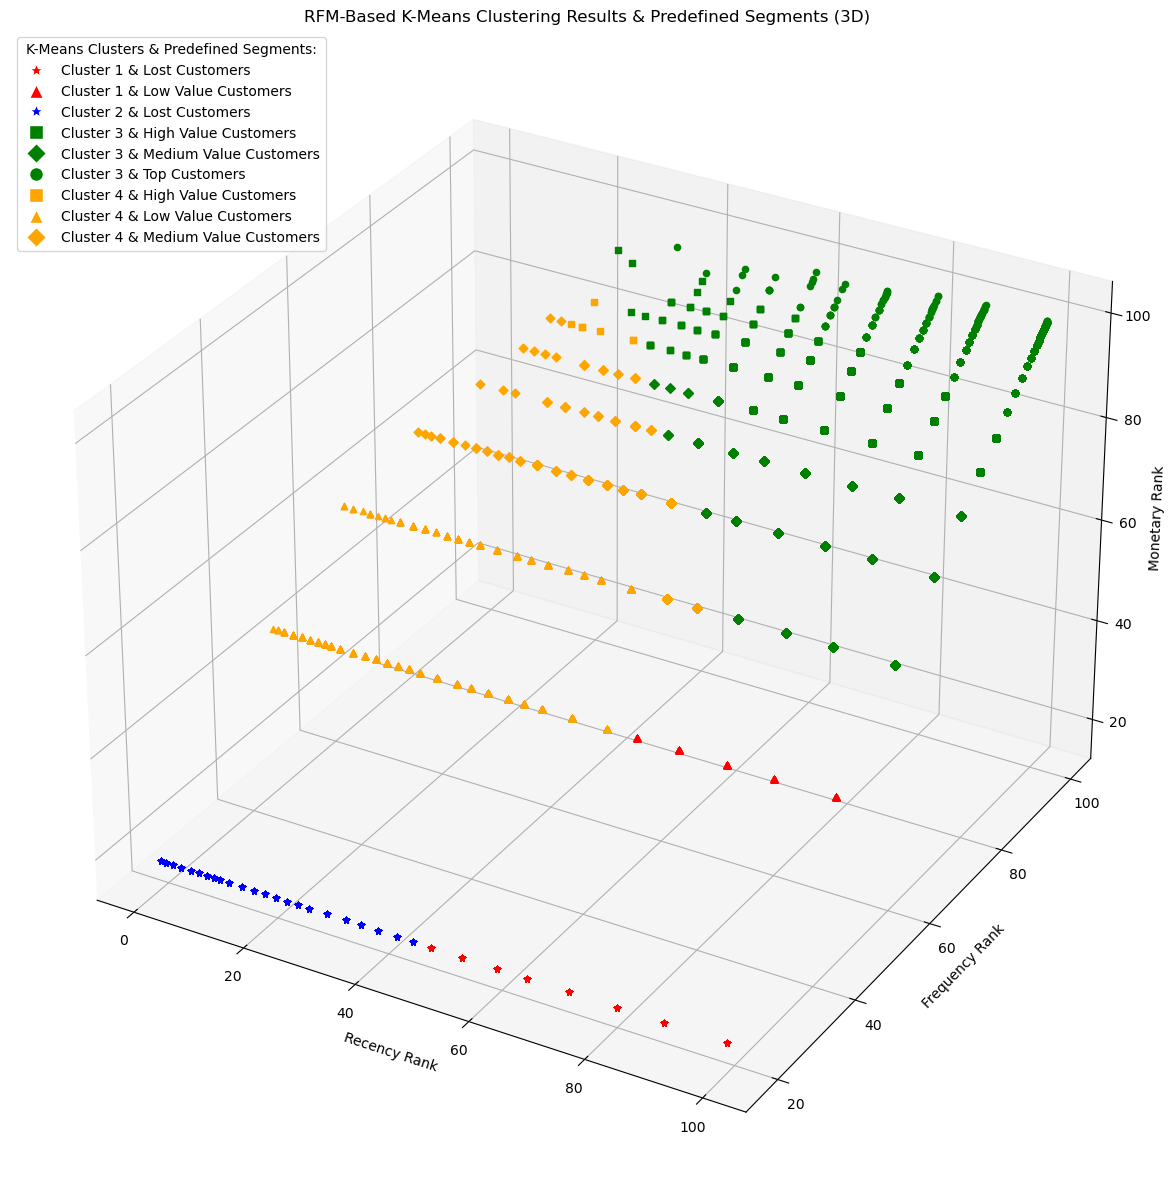 RFM-Based K-Means Clustering Results & Predefined Segments (3D)
K-Means Clusters & Predefined Segments:
Cluster 1 & Lost Customers
Cluster 1 & Low Value Customers
Cluster 2 & Lost Customers
Cluster 3 & High Value Customers
Cluster 3 & Medium Value Customers
Cluster 3 & Top Customers
Cluster 4 & High Value Customers
Cluster 4 & Low Value Customers
Cluster 4 & Medium Value Customers
100
80
60
40
20
Monetary Rank
100
80
60
40
20
Frequency Rank
0
20
40
60
80
100
Recency Rank